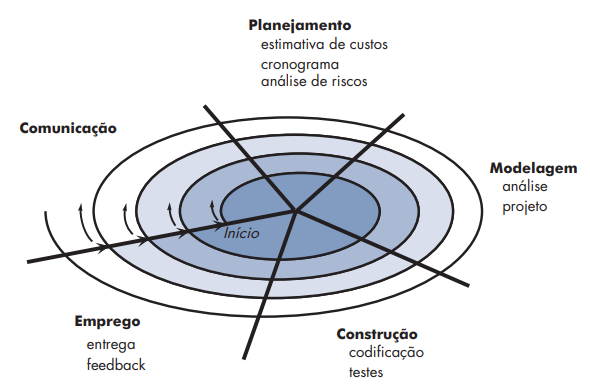 Planejamento
estimativa de custos
cronograma
análise de riscos
Comunicação
Modelagem
análise
projeto
Início
Emprego
entrega
feedback
Construção
codificação
testes